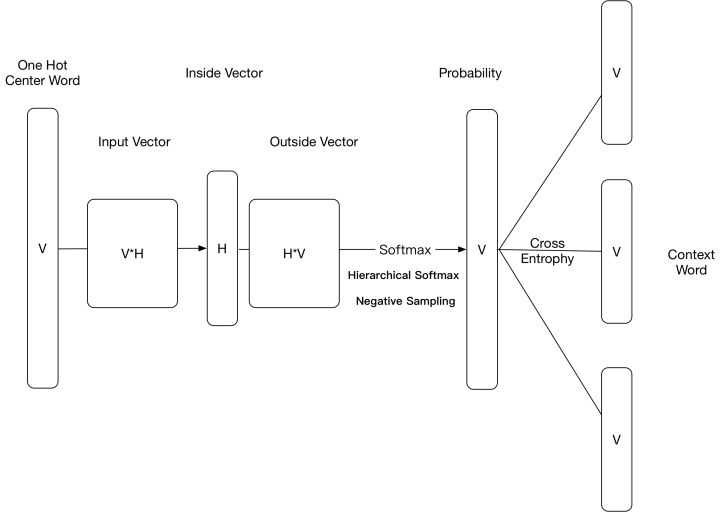 One Hot
Center Word
Inside Vector
Probability
Input Vector
Outside Vector
V
V*H
H
H*V
Softmax
Hierarchical Softmax
Negative Sampling
V
Cross
Entrophy
V
V
V
Context
Word